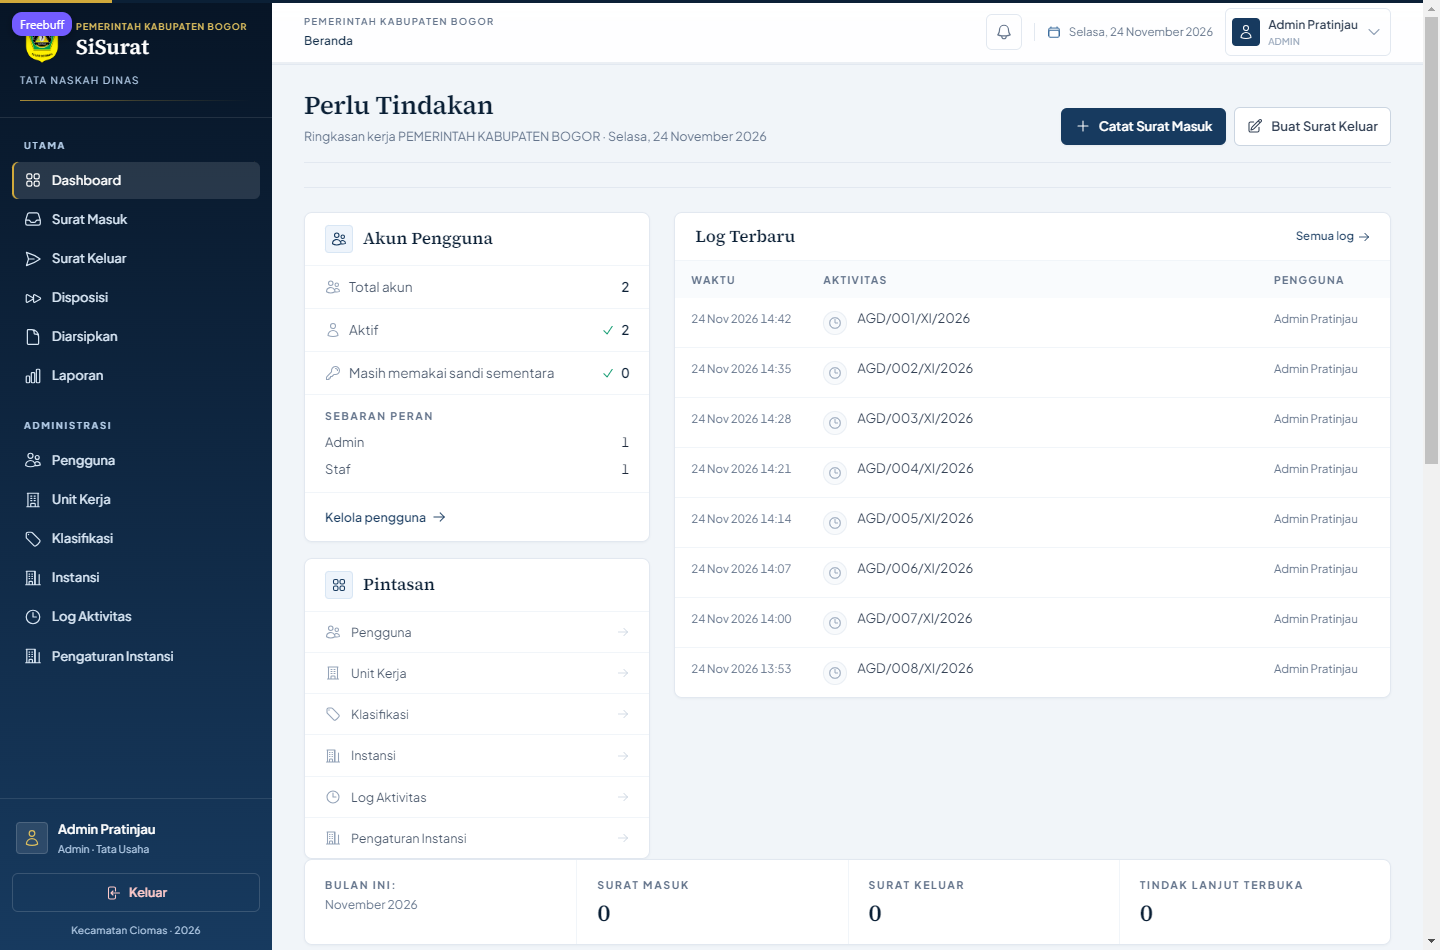 Freebuff
PEMERINTAH KABUPATEN BOGOR
SiSurat
TATA NASKAH DINAS
UTAMA
Dashboard
Surat Masuk
Surat Keluar
Disposisi
Diarsipkan
Laporan
ADMINISTRASI
Pengguna
Unit Kerja
Klasifikasi
Instansi
Log Aktivitas
Pengaturan Instansi
Admin Pratinjau
Admin · Tata Usaha
Keluar
Kecamatan Ciomas · 2026
PEMERINTAH KABUPATEN BOGOR
Beranda
Selasa, 24 November 2026
Admin Pratinjau
ADMIN
Perlu Tindakan
Ringkasan kerja PEMERINTAH KABUPATEN BOGOR · Selasa, 24 November 2026
Catat Surat Masuk
Buat Surat Keluar
Akun Pengguna
Total akun 2
Aktif 2
Masih memakai sandi sementara 0
SEBARAN PERAN
Admin 1
Staf 1
Kelola pengguna →
Pintasan
Pengguna →
Unit Kerja →
Klasifikasi →
Instansi →
Log Aktivitas →
Pengaturan Instansi →
Log Terbaru
Semua log →
WAKTU AKTIVITAS PENGGUNA
24 Nov 2026 14:42 AGD/001/XI/2026 Admin Pratinjau
24 Nov 2026 14:35 AGD/002/XI/2026 Admin Pratinjau
24 Nov 2026 14:28 AGD/003/XI/2026 Admin Pratinjau
24 Nov 2026 14:21 AGD/004/XI/2026 Admin Pratinjau
24 Nov 2026 14:14 AGD/005/XI/2026 Admin Pratinjau
24 Nov 2026 14:07 AGD/006/XI/2026 Admin Pratinjau
24 Nov 2026 14:00 AGD/007/XI/2026 Admin Pratinjau
24 Nov 2026 13:53 AGD/008/XI/2026 Admin Pratinjau
BULAN INI:
November 2026
SURAT MASUK
0
SURAT KELUAR
0
TINDAK LANJUT TERBUKA
0